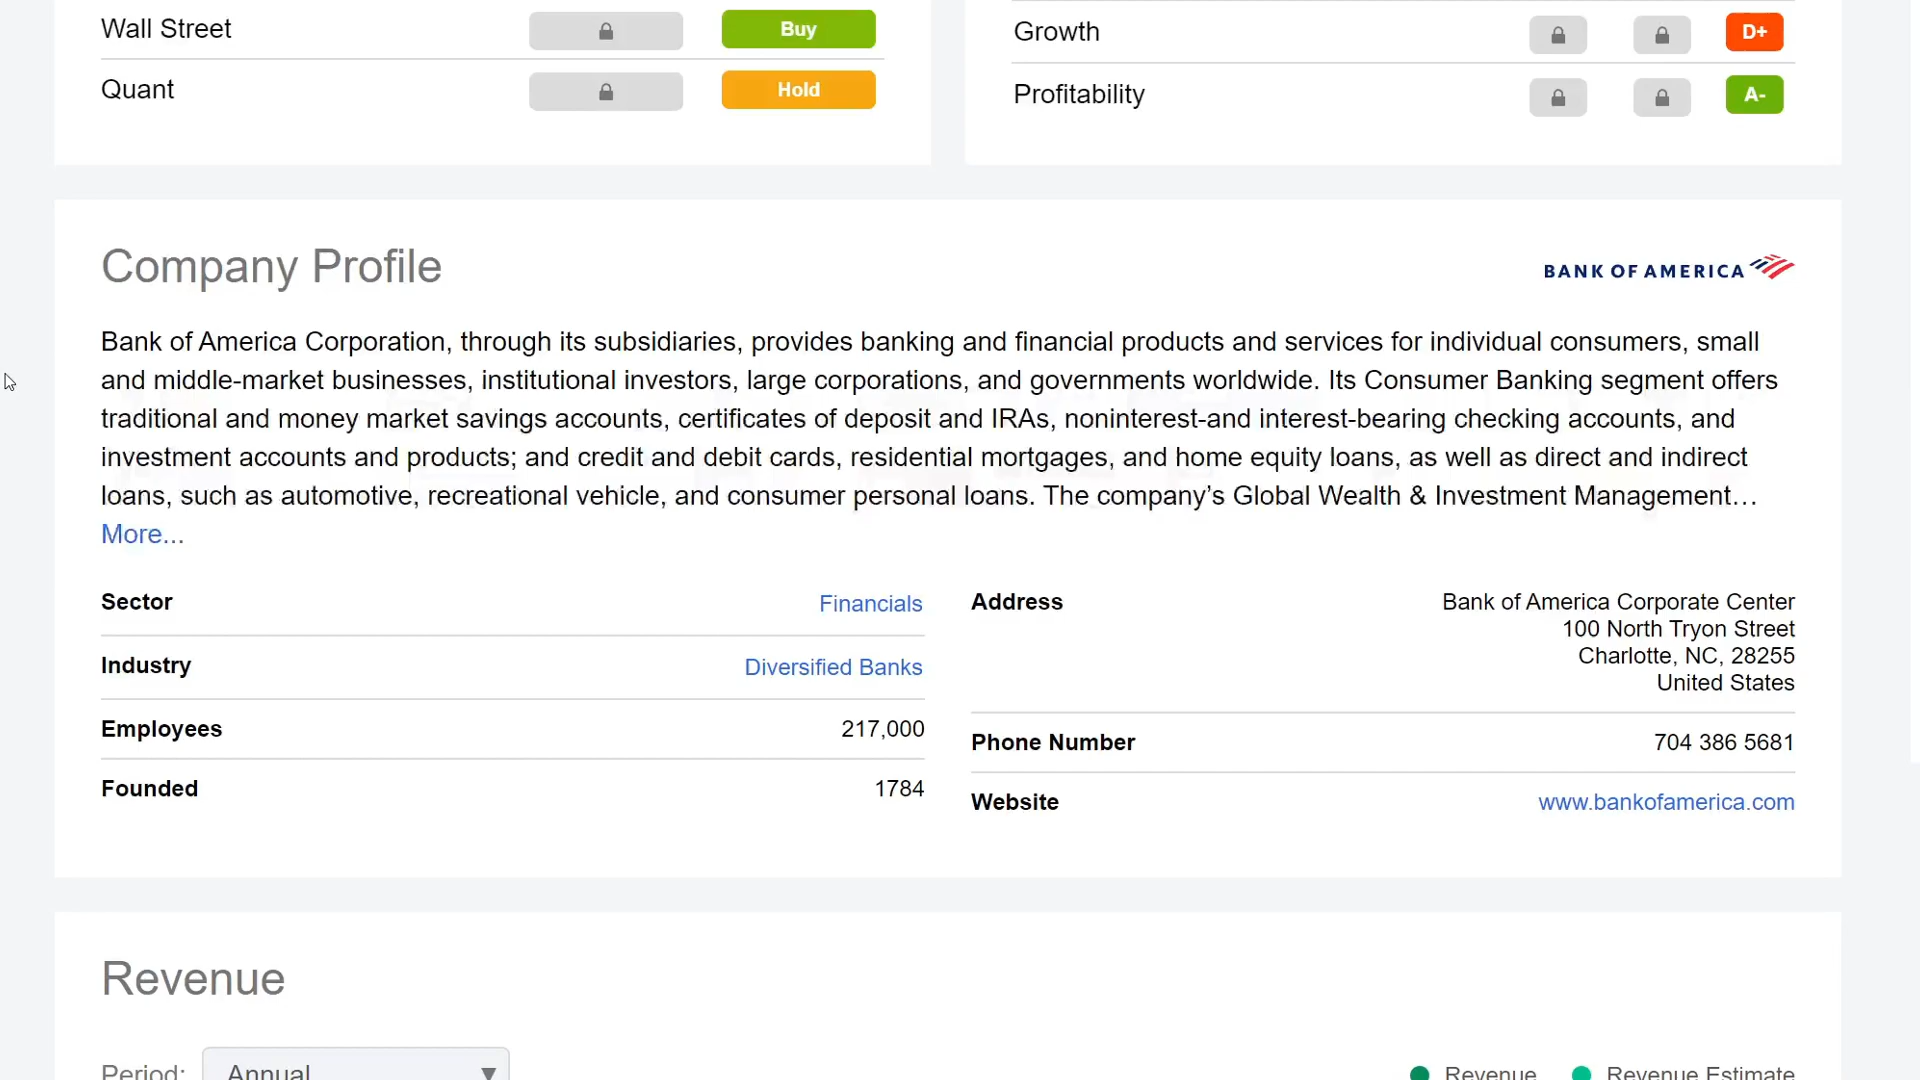 Wall Street Buy
Quant Hold
Growth D+
Profitability A-
Company Profile
BANK OF AMERICA
Bank of America Corporation, through its subsidiaries, provides banking and financial products and services for individual consumers, small
and middle-market businesses, institutional investors, large corporations, and governments worldwide. Its Consumer Banking segment offers
traditional and money market savings accounts, certificates of deposit and IRAs, noninterest-and interest-bearing checking accounts, and
investment accounts and products; and credit and debit cards, residential mortgages, and home equity loans, as well as direct and indirect
loans, such as automotive, recreational vehicle, and consumer personal loans. The company’s Global Wealth & Investment Management…
More...
Sector Financials
Industry Diversified Banks
Employees 217,000
Founded 1784
Address Bank of America Corporate Center
100 North Tryon Street
Charlotte, NC, 28255
United States
Phone Number 704 386 5681
Website www.bankofamerica.com
Revenue
Period: Annual
Revenue Revenue Estimate